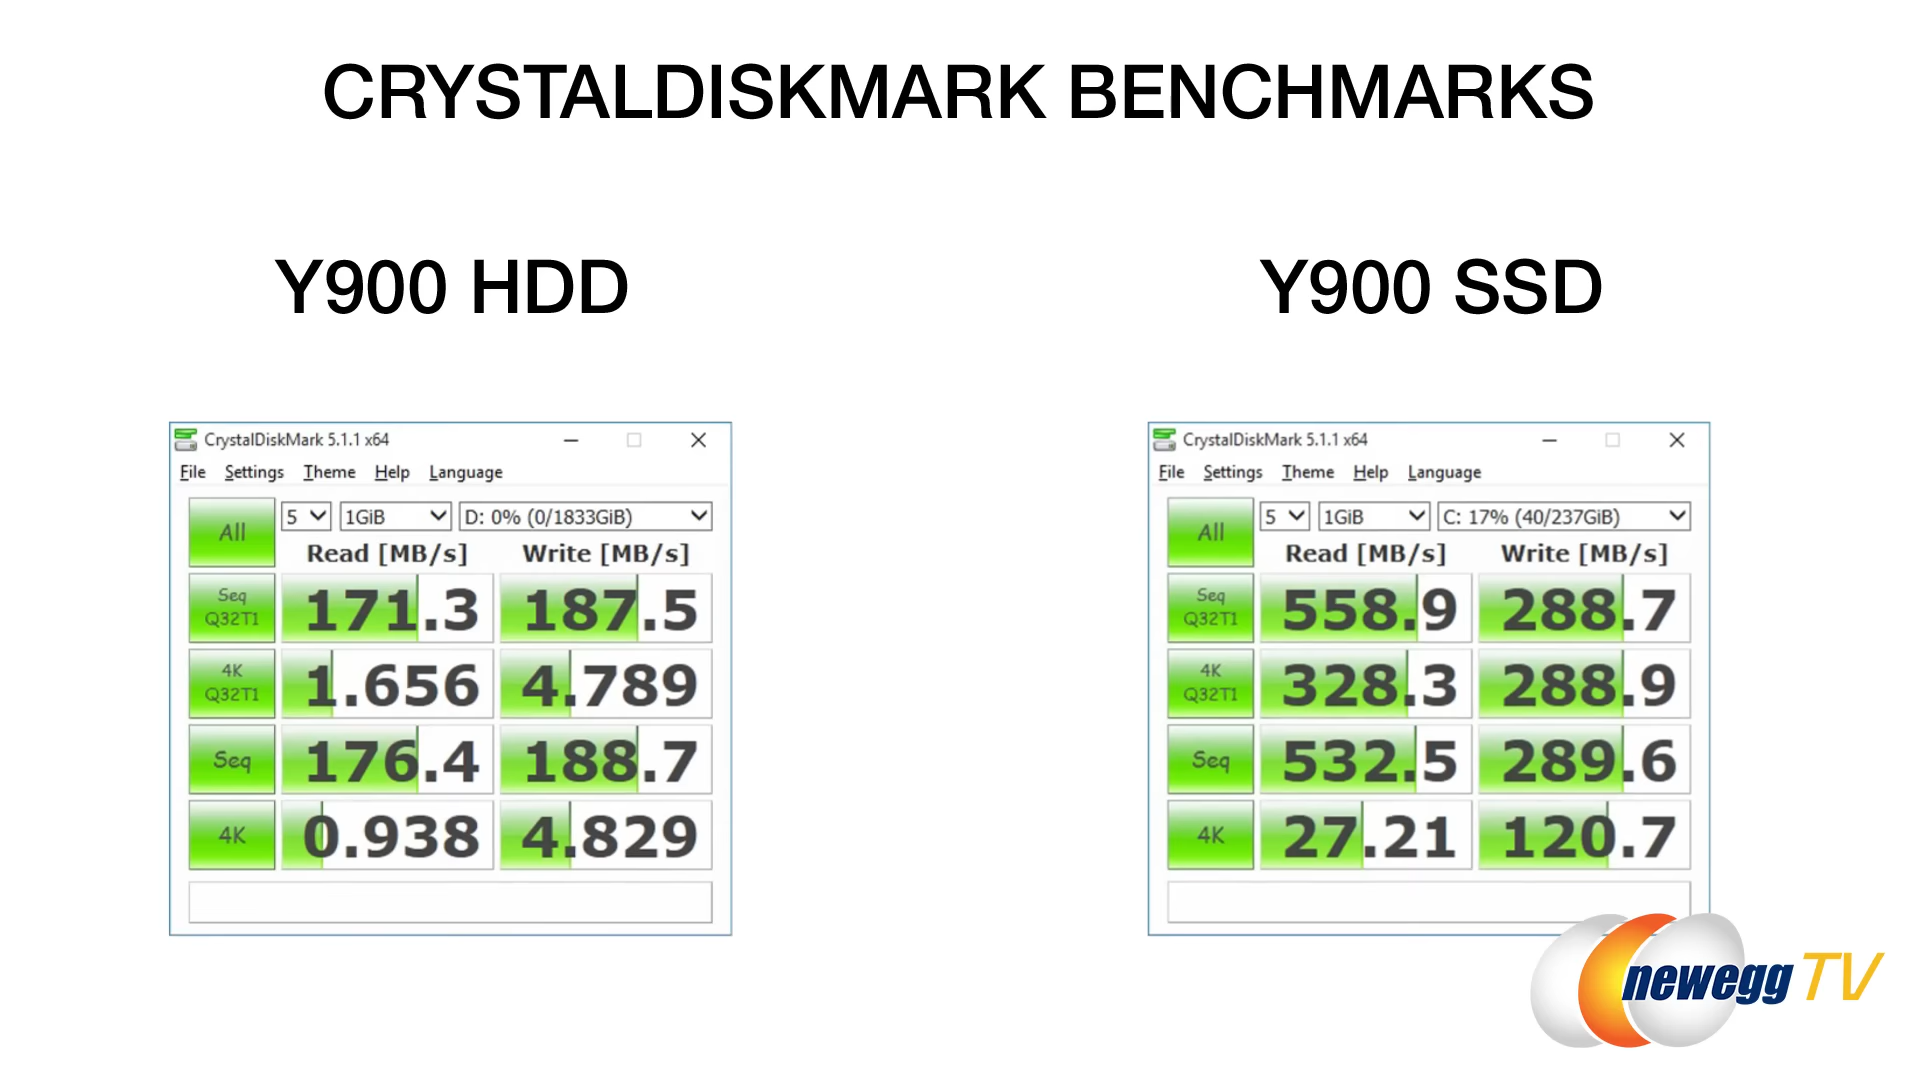 CRYSTALDISKMARK BENCHMARKS
Y900 HDD
CrystalDiskMark 5.1.1 x64
File Settings Theme Help Language
All 5 1GiB D: 0% (0/1833GiB)
Read [MB/s] Write [MB/s]
Seq Q32T1 171.3 187.5
4K Q32T1 1.656 4.789
Seq 176.4 188.7
4K 0.938 4.829
Y900 SSD
CrystalDiskMark 5.1.1 x64
File Settings Theme Help Language
All 5 1GiB C: 17% (40/237GiB)
Read [MB/s] Write [MB/s]
Seq Q32T1 558.9 288.7
4K Q32T1 328.3 288.9
Seq 532.5 289.6
4K 27.21 120.7
newegg TV